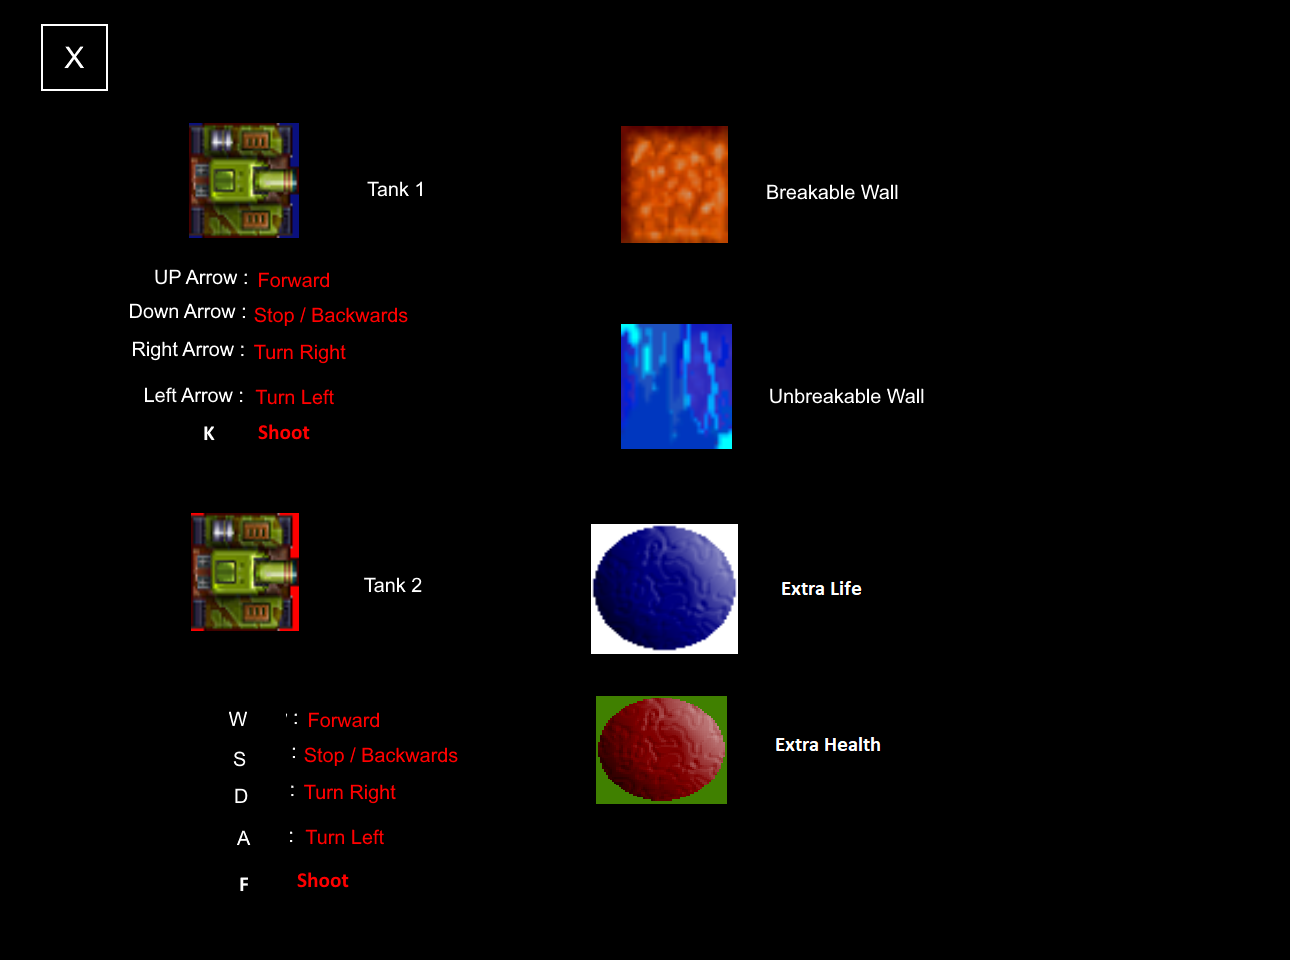 X
Tank 1
UP Arrow : Forward
Down Arrow : Stop / Backwards
Right Arrow : Turn Right
Left Arrow : Turn Left
K Shoot
Tank 2
W ' : Forward
S : Stop / Backwards
D : Turn Right
A : Turn Left
F Shoot
Breakable Wall
Unbreakable Wall
Extra Life
Extra Health